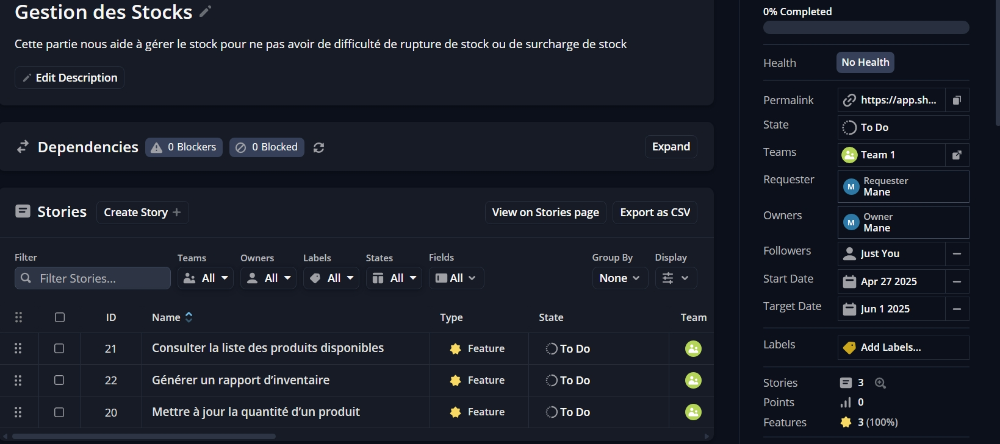 Gestion des Stocks
Cette partie nous aide à gérer le stock pour ne pas avoir de difficulté de rupture de stock ou de surcharge de stock
Edit Description
Dependencies 0 Blockers 0 Blocked Expand
Stories Create Story + View on Stories page Export as CSV
Filter Teams Owners Labels States Fields Group By Display
Filter Stories... All All All All All None
ID Name Type State Team
21 Consulter la liste des produits disponibles Feature To Do
22 Générer un rapport d’inventaire Feature To Do
20 Mettre à jour la quantité d’un produit Feature To Do
0% Completed
Health No Health
Permalink https://app.sh...
State To Do
Teams Team 1
Requester M Requester
Mane
Owners M Owner
Mane
Followers Just You
Start Date Apr 27 2025
Target Date Jun 1 2025
Labels Add Labels...
Stories 3
Points 0
Features 3 (100%)